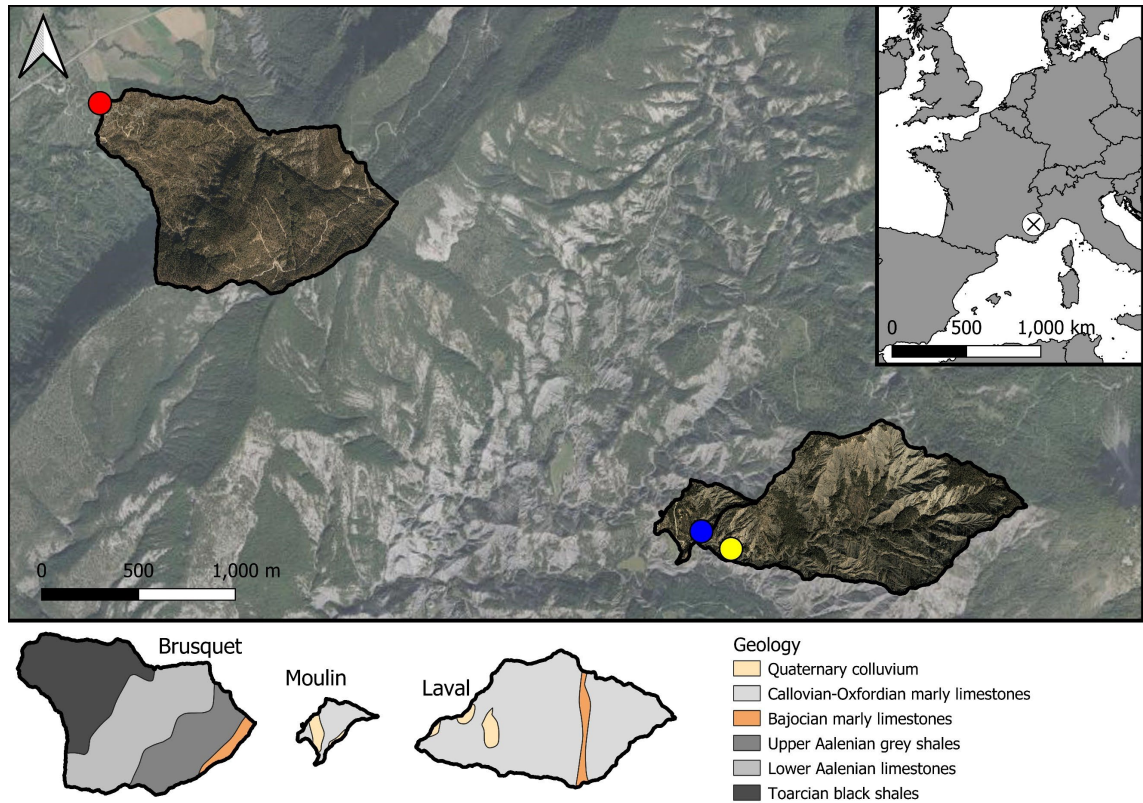 0 500 1,000 km
0 500 1,000 m
Brusquet
Moulin
Laval
Geology
Quaternary colluvium
Callovian-Oxfordian marly limestones
Bajocian marly limestones
Upper Aalenian grey shales
Lower Aalenian limestones
Toarcian black shales